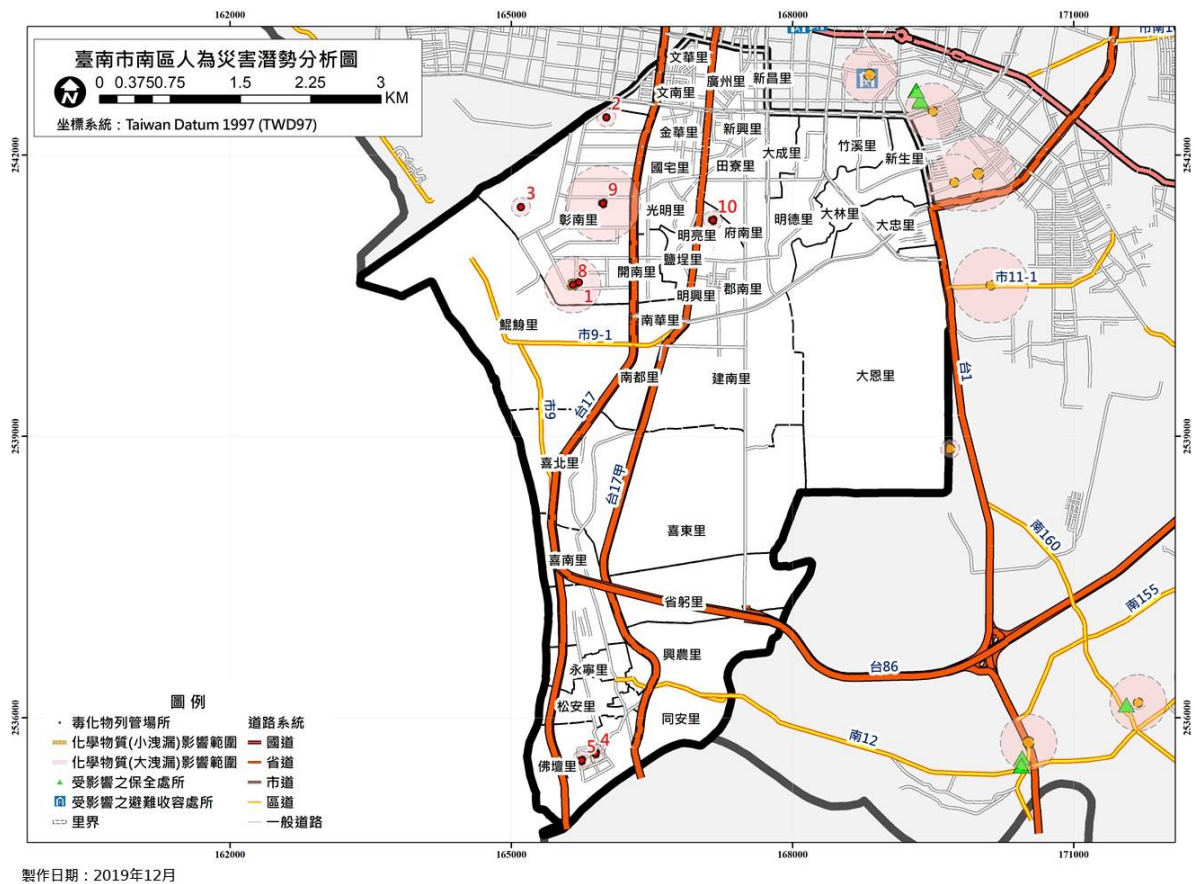 162000
165000
168000
171000
臺南市南區人為災害潛勢分析圖
N
0 0.375 0.75 1.5 2.25 3
KM
坐標系統：Taiwan Datum 1997 (TWD97)
2542000
2542000
2539000
2539000
2536000
2536000
文華里
廣州里
新昌里
文南里
2
金華里
新興里
大成里
竹溪里
新生里
國宅里
田寮里
3
9
彰南里
光明里
10
明亮里
府南里
明德里
大林里
大忠里
鹽埕里
開南里
8
1
明興里
郡南里
市11-1
鯤鯓里
市9-1
南華里
南都里
建南里
大恩里
台1
市9
台17
喜北里
台17甲
喜東里
南160
喜南里
省躬里
南155
興農里
台86
永寧里
松安里
同安里
南12
5
4
佛壇里
圖例
毒化物列管場所
化學物質(小洩漏)影響範圍
化學物質(大洩漏)影響範圍
受影響之保全處所
受影響之避難收容處所
里界
道路系統
國道
省道
市道
區道
一般道路
162000
165000
168000
171000
製作日期：2019年12月